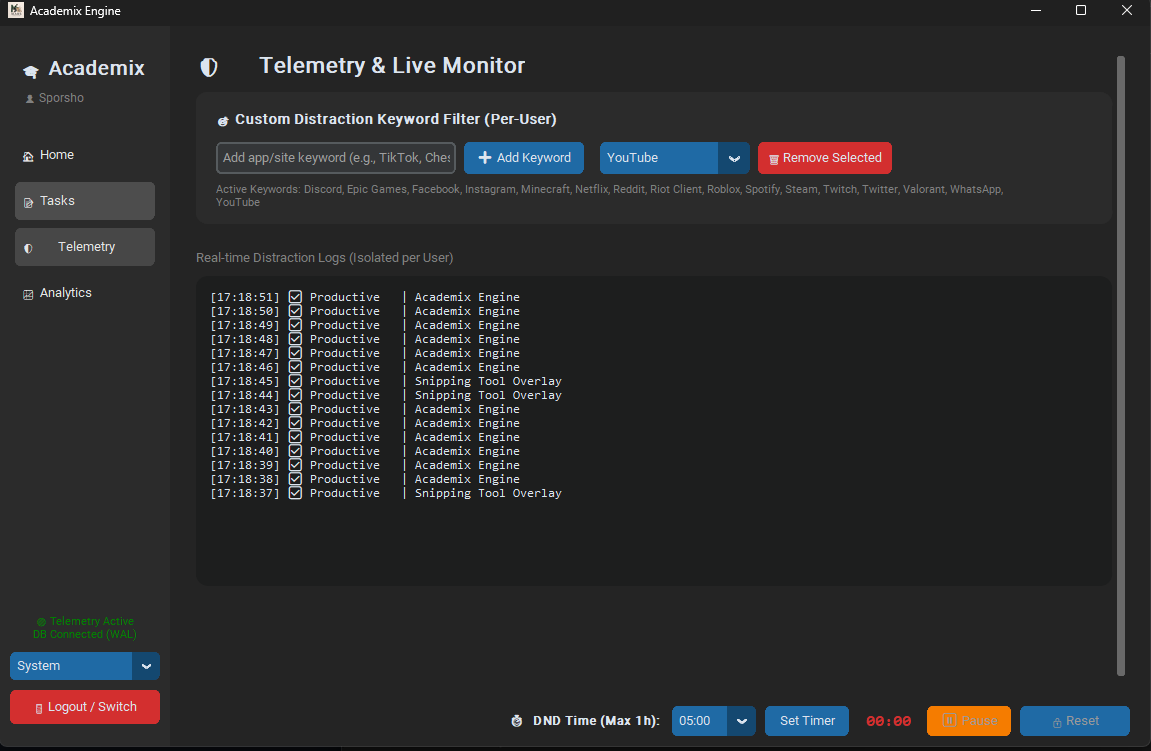 Academix Engine
Academix
Sporsho
Home
Tasks
Telemetry
Analytics
Telemetry Active
DB Connected (WAL)
System
Logout / Switch
Telemetry & Live Monitor
Custom Distraction Keyword Filter (Per-User)
Add app/site keyword (e.g., TikTok, Ches
Add Keyword
YouTube
Remove Selected
Active Keywords: Discord, Epic Games, Facebook, Instagram, Minecraft, Netflix, Reddit, Riot Client, Roblox, Spotify, Steam, Twitch, Twitter, Valorant, WhatsApp,
YouTube
Real-time Distraction Logs (Isolated per User)
[17:18:51] Productive | Academix Engine
[17:18:50] Productive | Academix Engine
[17:18:49] Productive | Academix Engine
[17:18:48] Productive | Academix Engine
[17:18:47] Productive | Academix Engine
[17:18:46] Productive | Academix Engine
[17:18:45] Productive | Snipping Tool Overlay
[17:18:44] Productive | Snipping Tool Overlay
[17:18:43] Productive | Academix Engine
[17:18:42] Productive | Academix Engine
[17:18:41] Productive | Academix Engine
[17:18:40] Productive | Academix Engine
[17:18:39] Productive | Academix Engine
[17:18:38] Productive | Academix Engine
[17:18:37] Productive | Snipping Tool Overlay
DND Time (Max 1h):
05:00
Set Timer
00:00
Pause
Reset